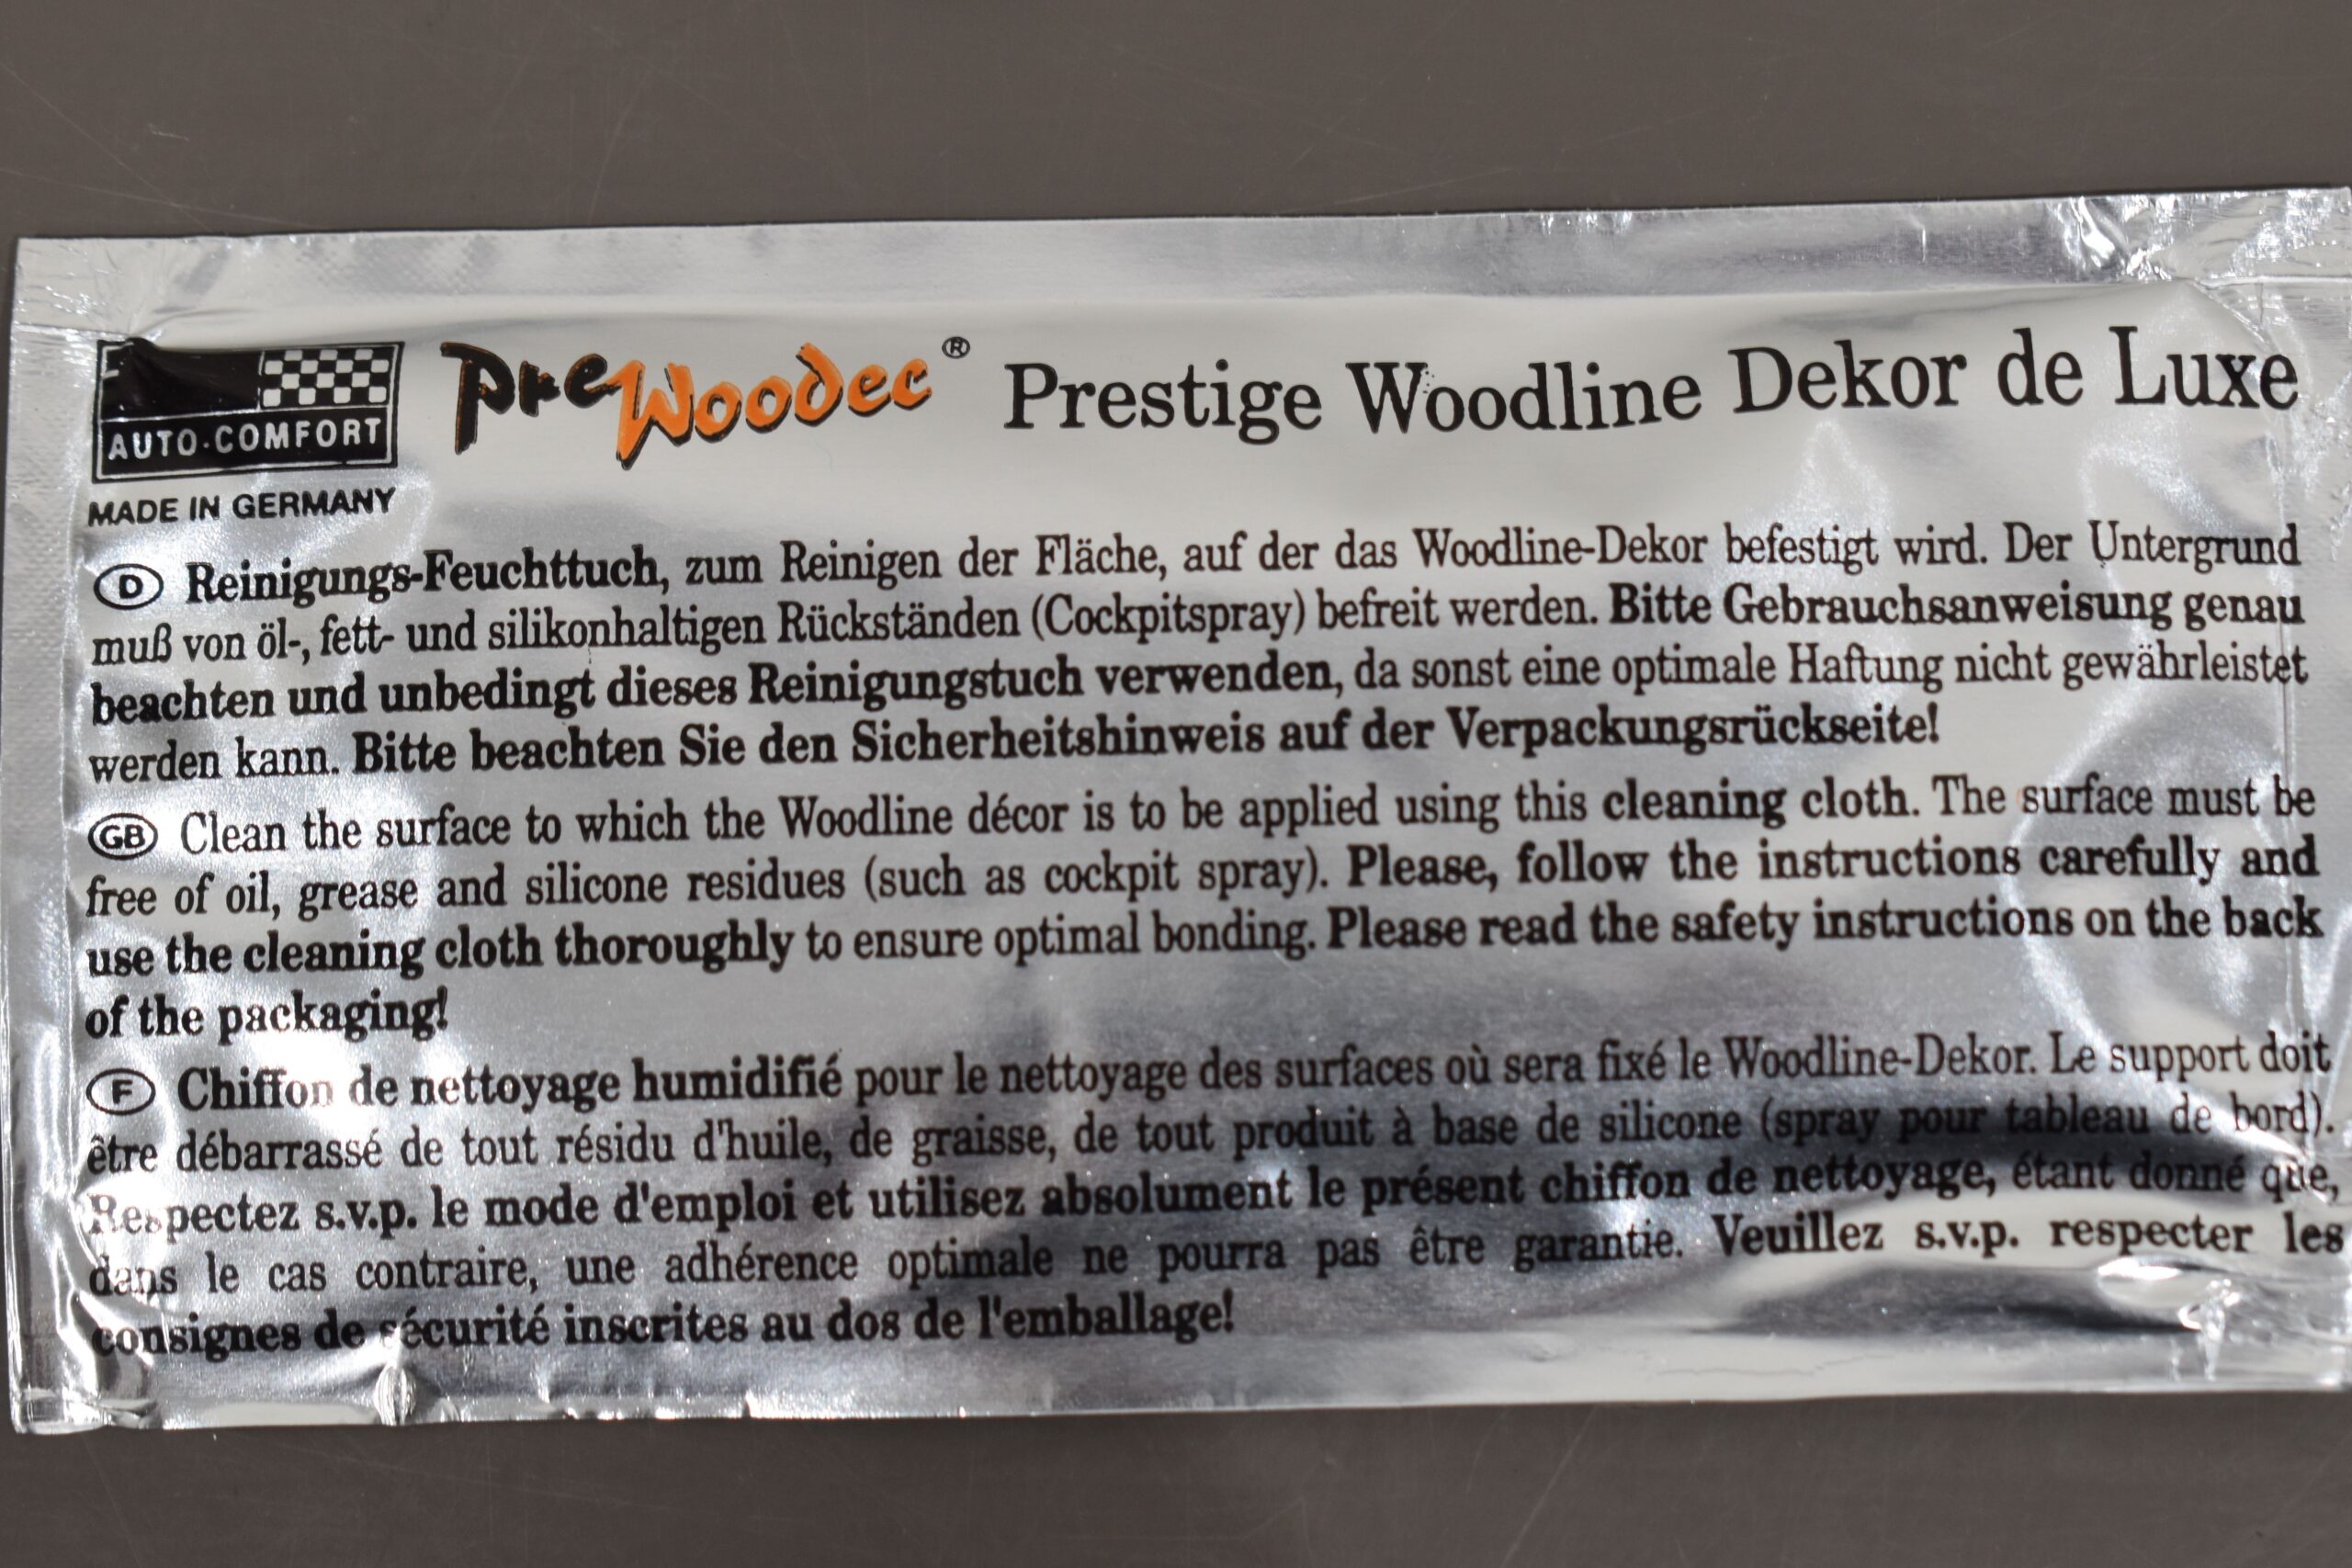 AUTO-COMFORT
MADE IN GERMANY
PreWoodec® Prestige Woodline Dekor de Luxe
D Reinigungs-Feuchttuch, zum Reinigen der Fläche, auf der das Woodline-Dekor befestigt wird. Der Untergrund
muß von öl-, fett- und silikonhaltigen Rückständen (Cockpitspray) befreit werden. Bitte Gebrauchsanweisung genau
beachten und unbedingt dieses Reinigungstuch verwenden, da sonst eine optimale Haftung nicht gewährleistet
werden kann. Bitte beachten Sie den Sicherheitshinweis auf der Verpackungsrückseite!
GB Clean the surface to which the Woodline décor is to be applied using this cleaning cloth. The surface must be
free of oil, grease and silicone residues (such as cockpit spray). Please, follow the instructions carefully and
use the cleaning cloth thoroughly to ensure optimal bonding. Please read the safety instructions on the back
of the packaging!
F Chiffon de nettoyage humidifié pour le nettoyage des surfaces où sera fixé le Woodline-Dekor. Le support doit
être débarrassé de tout résidu d'huile, de graisse, de tout produit à base de silicone (spray pour tableau de bord).
Respectez s.v.p. le mode d'emploi et utilisez absolument le présent chiffon de nettoyage, étant donné que,
dans le cas contraire, une adhérence optimale ne pourra pas être garantie. Veuillez s.v.p. respecter les
consignes de sécurité inscrites au dos de l'emballage!